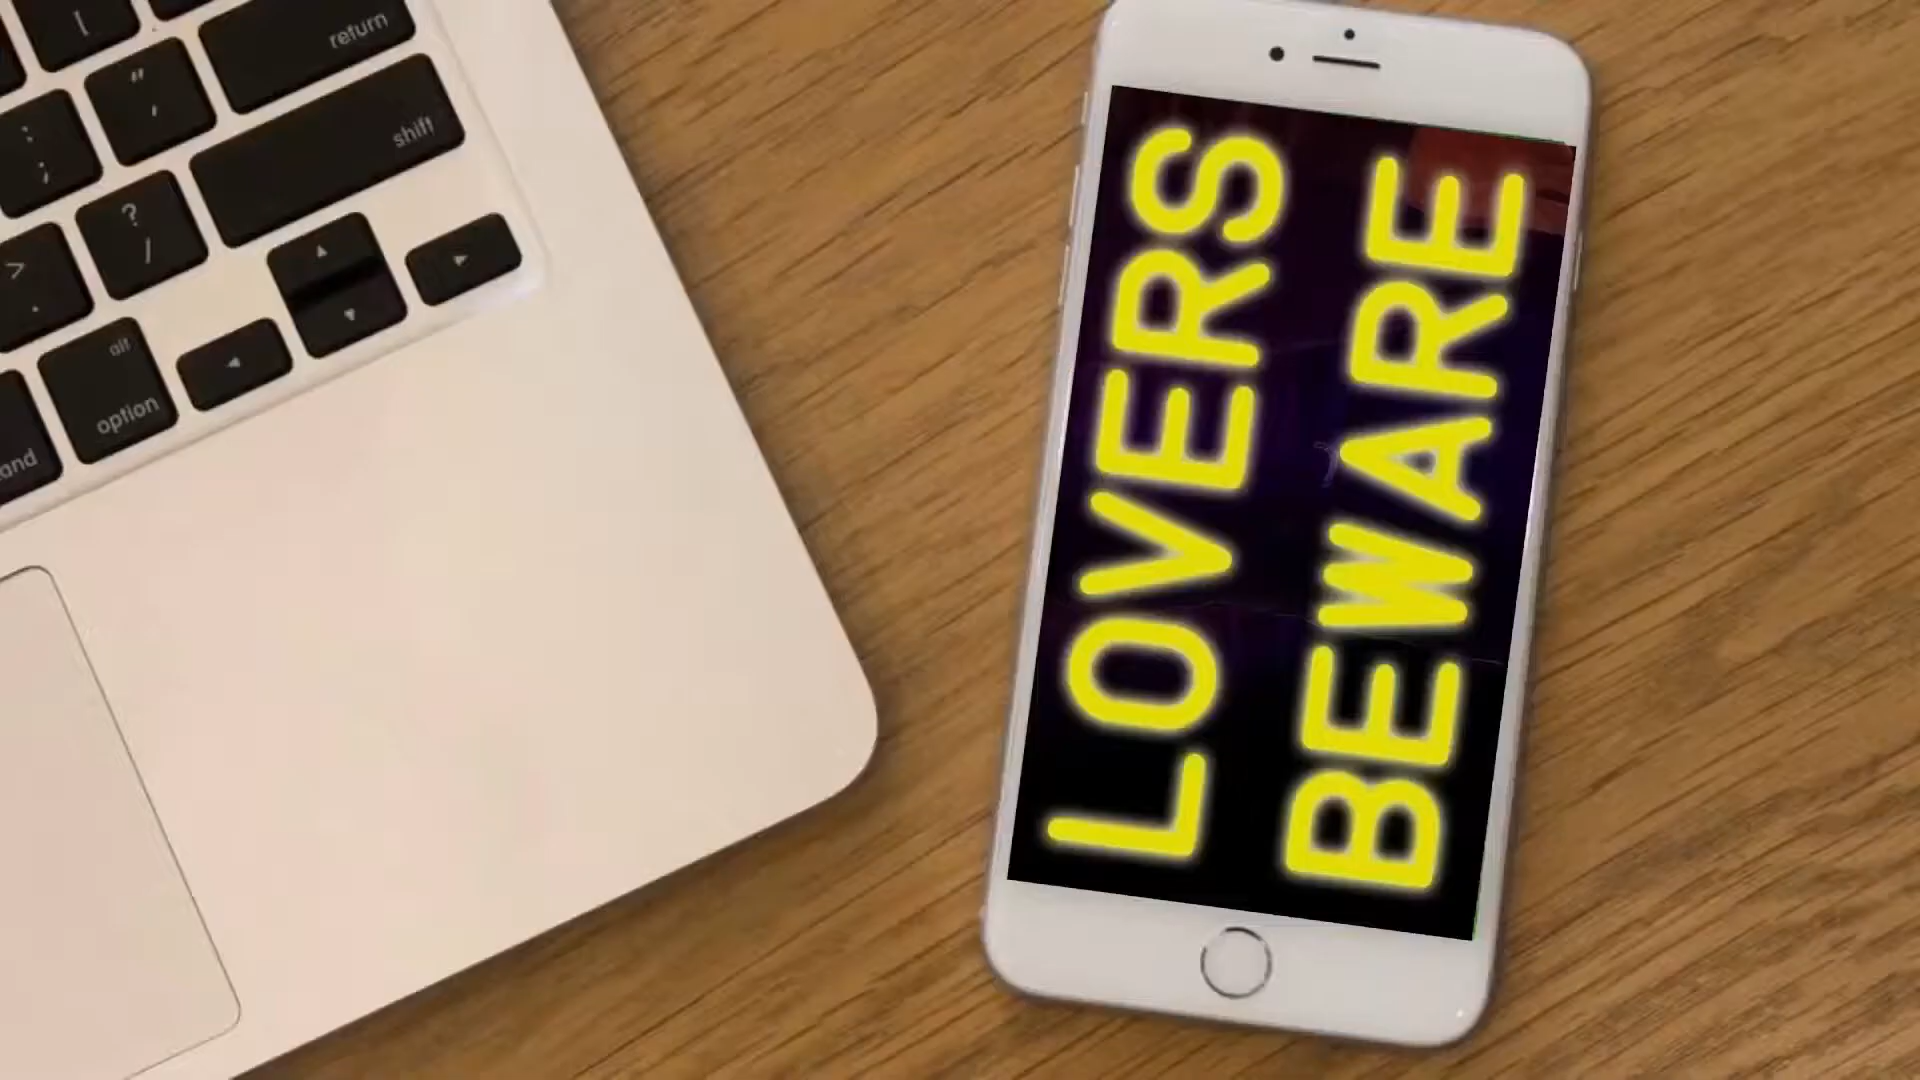 [
return
" ,
shift
: ;
? /
> .
alt
option
and
LOVERS
BEWARE